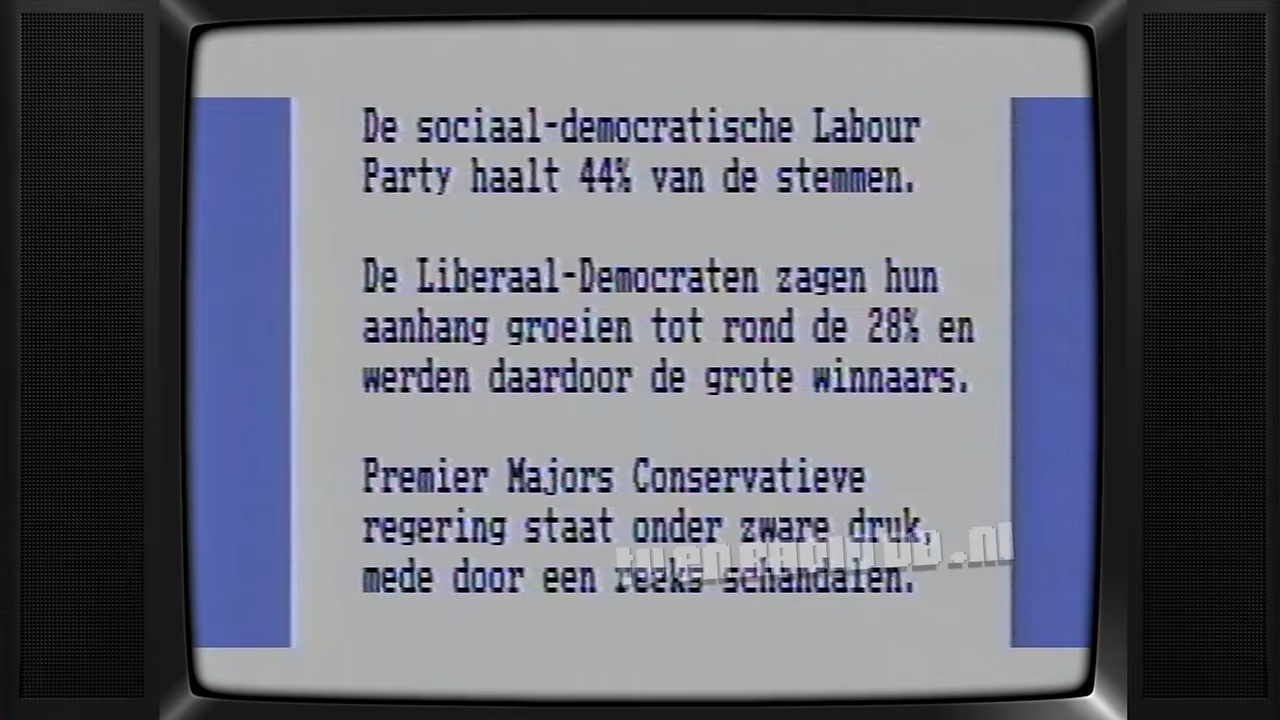 De sociaal-democratische Labour
Party haalt 44% van de stemmen.
De Liberaal-Democraten zagen hun
aanhang groeien tot rond de 28% en
werden daardoor de grote winnaars.
Premier Majors Conservatieve
regering staat onder zware druk,
mede door een reeks schandalen.